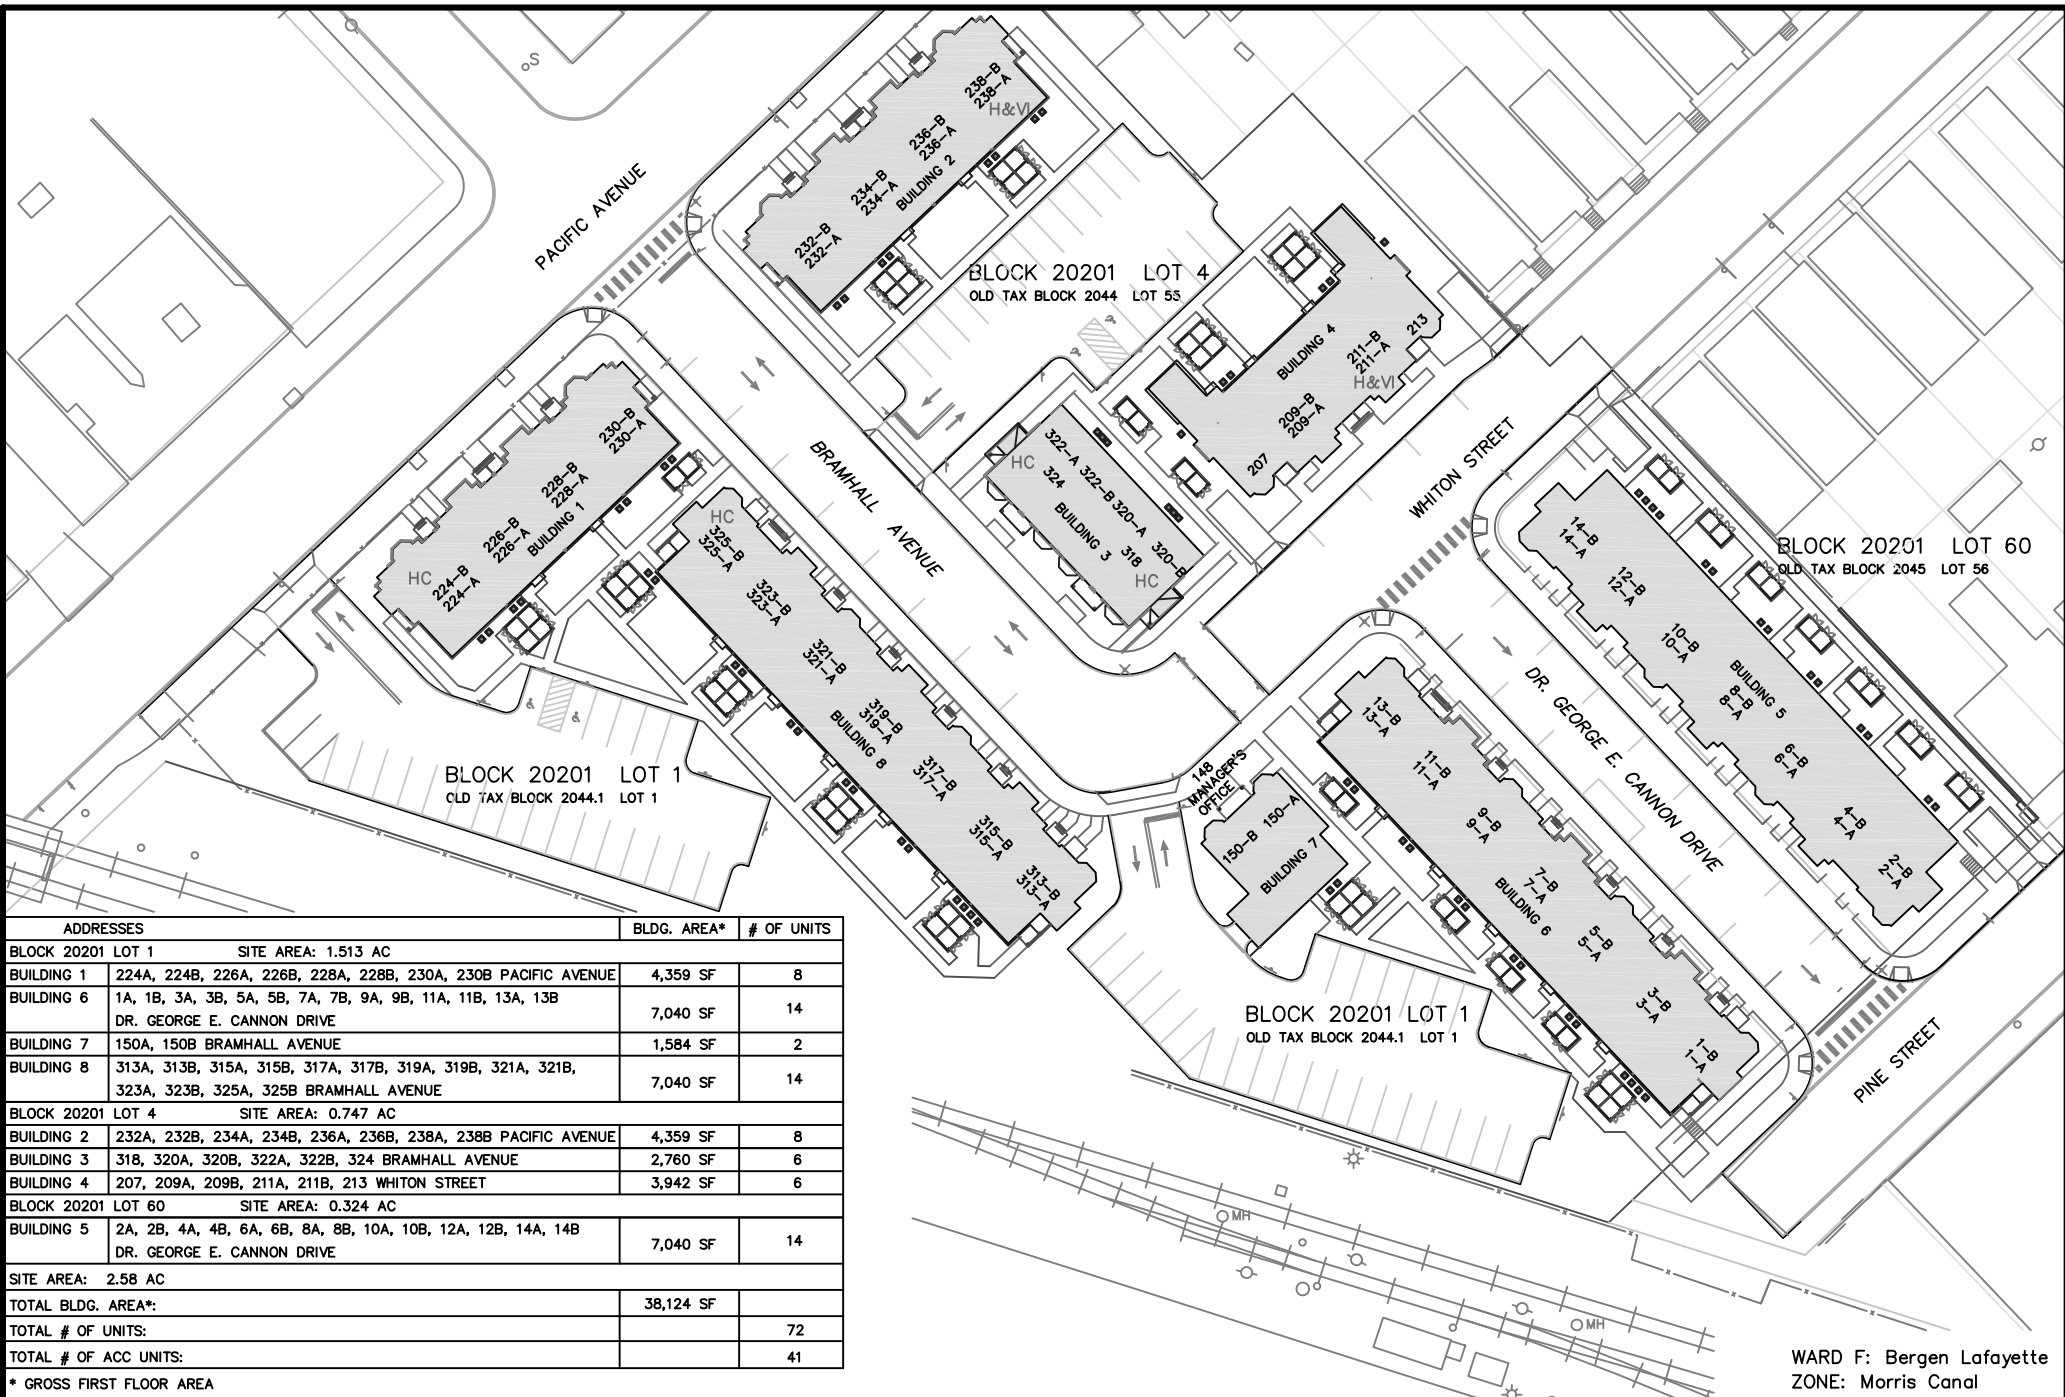 S
PACIFIC AVENUE
238-B
238-A
H&VI
236-B
236-A
234-B
234-A
BUILDING 2
232-B
232-A
BLOCK 20201 LOT 4
OLD TAX BLOCK 2044 LOT 55
BUILDING 4
213
211-B
211-A
H&VI
209-B
209-A
207
BRAMHALL AVENUE
322-A
322-B
320-A
320-B
HC
324
BUILDING 3
318
HC
WHITON STREET
230-B
230-A
228-B
228-A
BUILDING 1
226-B
226-A
HC
224-B
224-A
HC
325-B
325-A
323-B
323-A
321-B
321-A
319-B
319-A
BUILDING 8
317-B
317-A
315-B
315-A
313-B
313-A
BLOCK 20201 LOT 1
OLD TAX BLOCK 2044.1 LOT 1
14-B
14-A
12-B
12-A
10-B
10-A
BUILDING 5
8-B
8-A
6-B
6-A
4-B
4-A
2-B
2-A
BLOCK 20201 LOT 60
OLD TAX BLOCK 2045 LOT 56
DR. GEORGE E. CANNON DRIVE
148
MANAGER'S
OFFICE
150-B 150-A
BUILDING 7
13-B
13-A
11-B
11-A
9-B
9-A
7-B
7-A
BUILDING 6
5-B
5-A
3-B
3-A
1-B
1-A
BLOCK 20201 LOT 1
OLD TAX BLOCK 2044.1 LOT 1
PINE STREET
MH
MH
ADDRESSES BLDG. AREA* # OF UNITS
BLOCK 20201 LOT 1 SITE AREA: 1.513 AC
BUILDING 1 224A, 224B, 226A, 226B, 228A, 228B, 230A, 230B PACIFIC AVENUE 4,359 SF 8
BUILDING 6 1A, 1B, 3A, 3B, 5A, 5B, 7A, 7B, 9A, 9B, 11A, 11B, 13A, 13B
DR. GEORGE E. CANNON DRIVE 7,040 SF 14
BUILDING 7 150A, 150B BRAMHALL AVENUE 1,584 SF 2
BUILDING 8 313A, 313B, 315A, 315B, 317A, 317B, 319A, 319B, 321A, 321B,
323A, 323B, 325A, 325B BRAMHALL AVENUE 7,040 SF 14
BLOCK 20201 LOT 4 SITE AREA: 0.747 AC
BUILDING 2 232A, 232B, 234A, 234B, 236A, 236B, 238A, 238B PACIFIC AVENUE 4,359 SF 8
BUILDING 3 318, 320A, 320B, 322A, 322B, 324 BRAMHALL AVENUE 2,760 SF 6
BUILDING 4 207, 209A, 209B, 211A, 211B, 213 WHITON STREET 3,942 SF 6
BLOCK 20201 LOT 60 SITE AREA: 0.324 AC
BUILDING 5 2A, 2B, 4A, 4B, 6A, 6B, 8A, 8B, 10A, 10B, 12A, 12B, 14A, 14B
DR. GEORGE E. CANNON DRIVE 7,040 SF 14
SITE AREA: 2.58 AC
TOTAL BLDG. AREA*: 38,124 SF
TOTAL # OF UNITS: 72
TOTAL # OF ACC UNITS: 41
* GROSS FIRST FLOOR AREA
WARD F: Bergen Lafayette
ZONE: Morris Canal